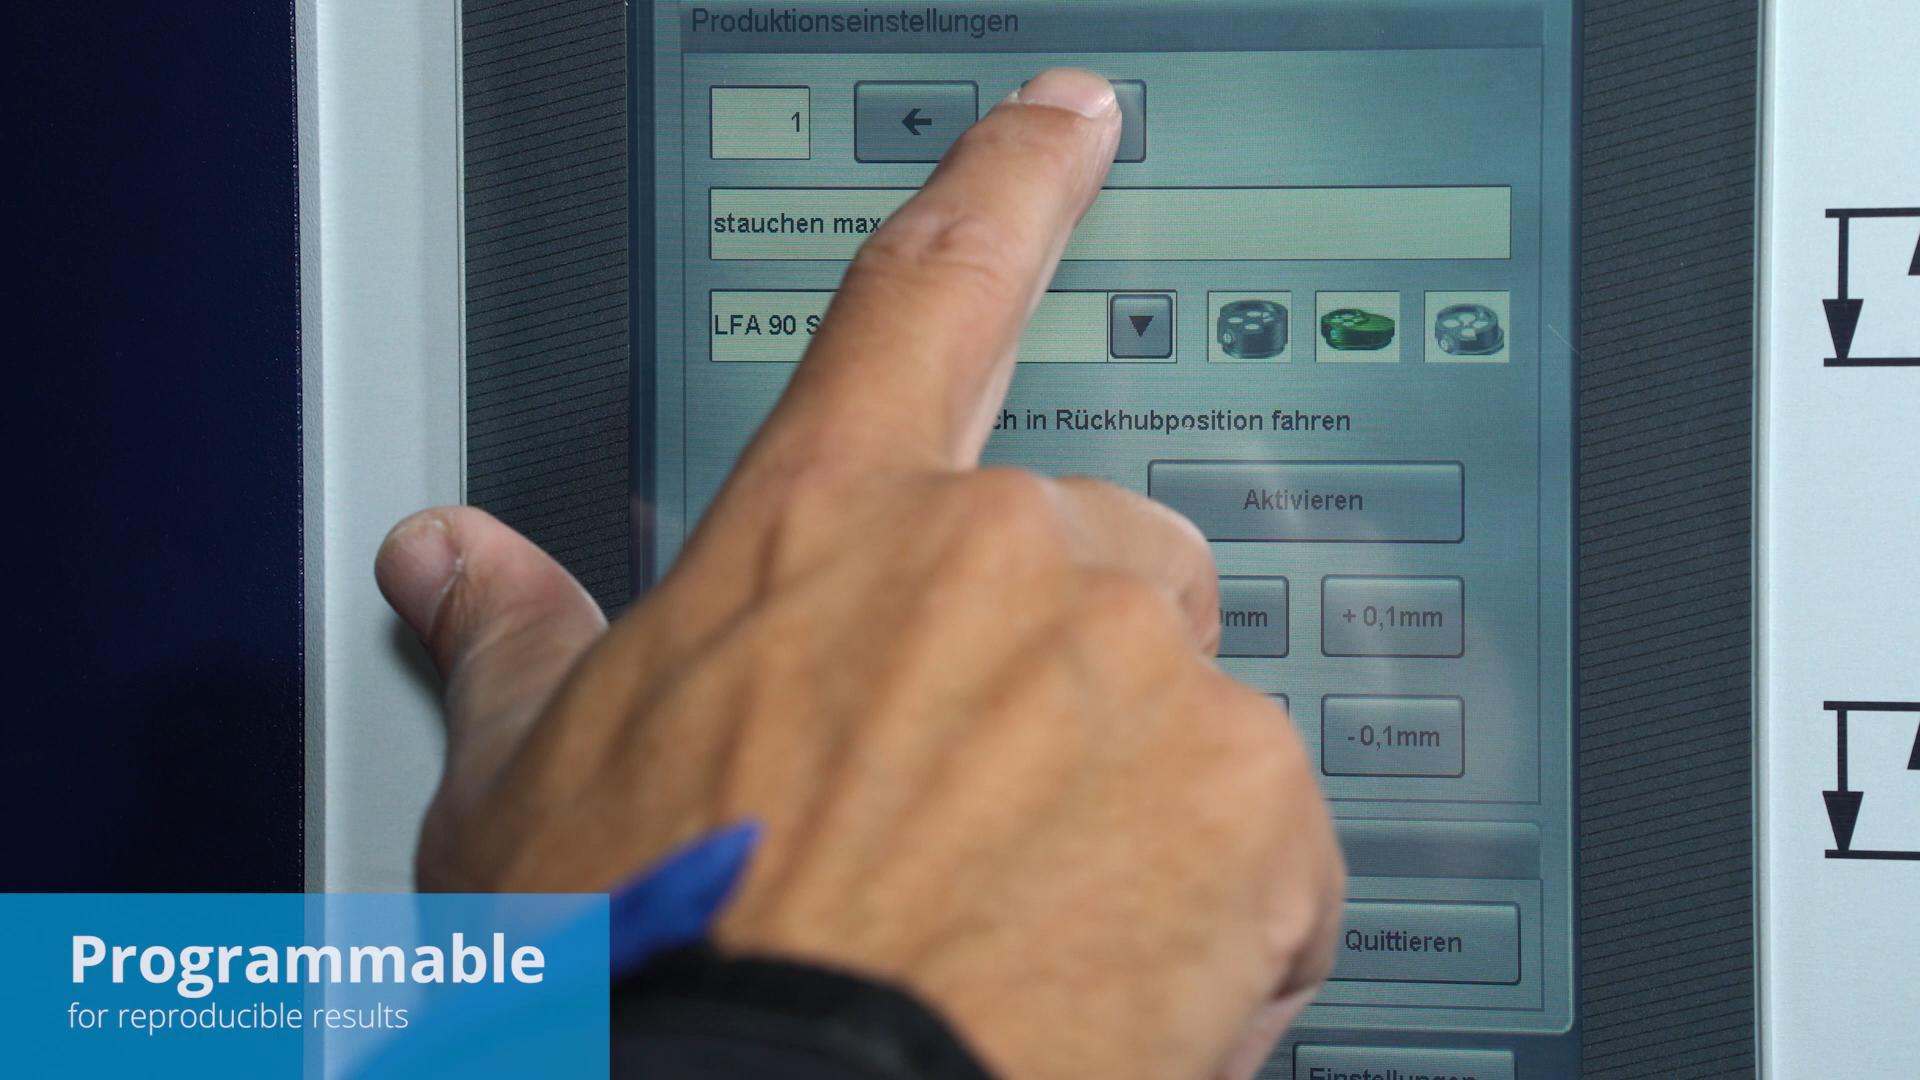 Produktionseinstellungen
1
stauchen max
LFA 90
in Rückhubposition fahren
Aktivieren
+ 0,1mm
- 0,1mm
Quittieren
Einstellungen
Programmable
for reproducible results